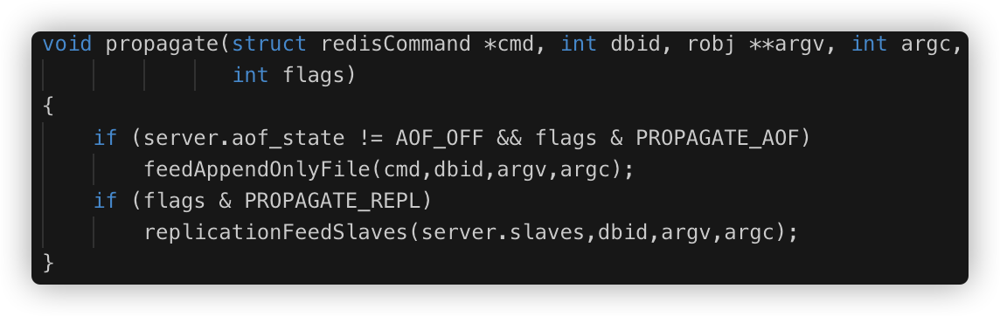 void propagate(struct redisCommand *cmd, int dbid, robj **argv, int argc,
               int flags)
{
    if (server.aof_state != AOF_OFF && flags & PROPAGATE_AOF)
        feedAppendOnlyFile(cmd,dbid,argv,argc);
    if (flags & PROPAGATE_REPL)
        replicationFeedSlaves(server.slaves,dbid,argv,argc);
}